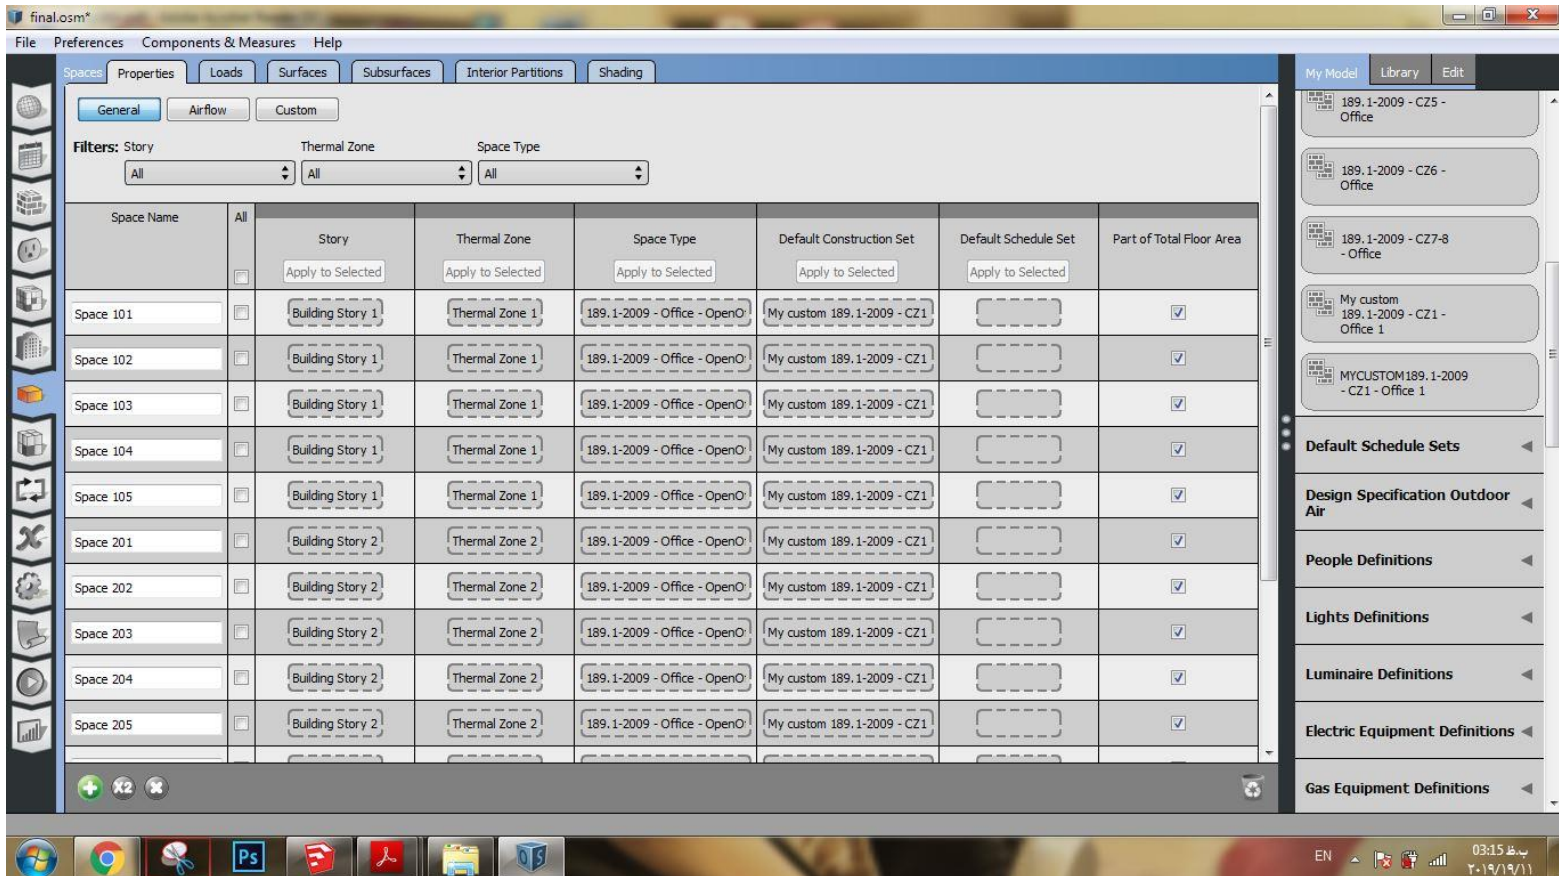 final.osm*
File Preferences Components & Measures Help
Spaces Properties Loads Surfaces Subsurfaces Interior Partitions Shading
My Model Library Edit
General Airflow Custom
Filters: Story Thermal Zone Space Type
All All All
Space Name All Story Thermal Zone Space Type Default Construction Set Default Schedule Set Part of Total Floor Area
Apply to Selected Apply to Selected Apply to Selected Apply to Selected Apply to Selected
Space 101 Building Story 1 Thermal Zone 1 189.1-2009 - Office - OpenO My custom 189.1-2009 - CZ1
Space 102 Building Story 1 Thermal Zone 1 189.1-2009 - Office - OpenO My custom 189.1-2009 - CZ1
Space 103 Building Story 1 Thermal Zone 1 189.1-2009 - Office - OpenO My custom 189.1-2009 - CZ1
Space 104 Building Story 1 Thermal Zone 1 189.1-2009 - Office - OpenO My custom 189.1-2009 - CZ1
Space 105 Building Story 1 Thermal Zone 1 189.1-2009 - Office - OpenO My custom 189.1-2009 - CZ1
Space 201 Building Story 2 Thermal Zone 2 189.1-2009 - Office - OpenO My custom 189.1-2009 - CZ1
Space 202 Building Story 2 Thermal Zone 2 189.1-2009 - Office - OpenO My custom 189.1-2009 - CZ1
Space 203 Building Story 2 Thermal Zone 2 189.1-2009 - Office - OpenO My custom 189.1-2009 - CZ1
Space 204 Building Story 2 Thermal Zone 2 189.1-2009 - Office - OpenO My custom 189.1-2009 - CZ1
Space 205 Building Story 2 Thermal Zone 2 189.1-2009 - Office - OpenO My custom 189.1-2009 - CZ1
X2
189.1-2009 - CZ5 -
Office
189.1-2009 - CZ6 -
Office
189.1-2009 - CZ7-8
- Office
My custom
189.1-2009 - CZ1 -
Office 1
MYCUSTOM189.1-2009
- CZ1 - Office 1
Default Schedule Sets
Design Specification Outdoor
Air
People Definitions
Lights Definitions
Luminaire Definitions
Electric Equipment Definitions
Gas Equipment Definitions
Ps
EN
03:15 ب.ظ
٢٠١٩/١٩/١١